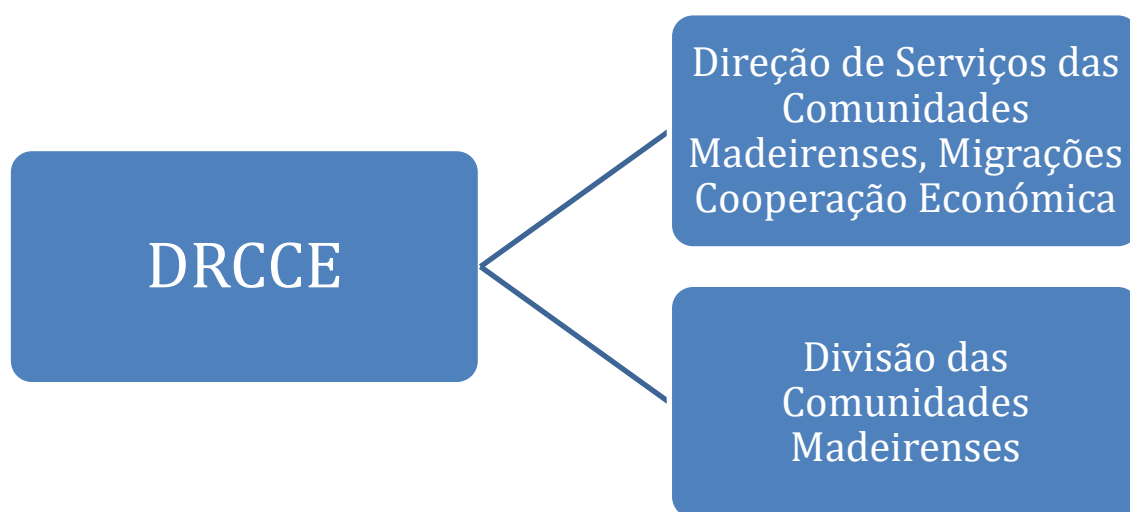 DRCCE
Direção de Serviços das
Comunidades
Madeirenses, Migrações
Cooperação Económica
Divisão das
Comunidades
Madeirenses